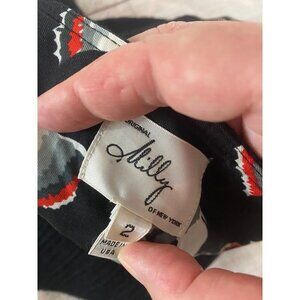 ORIGINAL
Milly
OF NEW YORK
2
MADE IN
USA